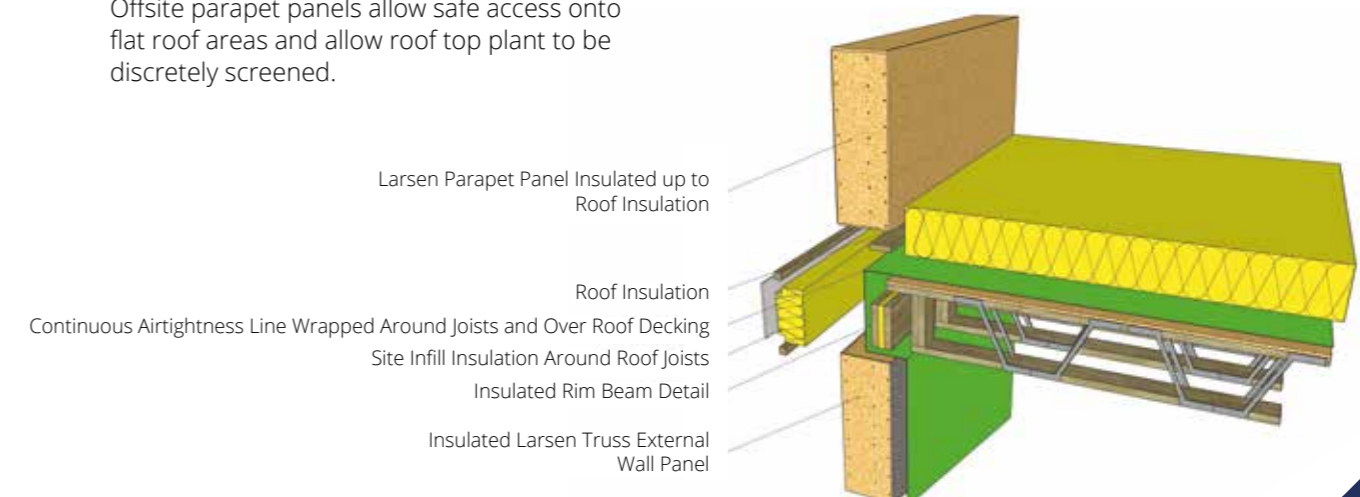 Offsite parapet panels allow safe access onto
flat roof areas and allow roof top plant to be
discretely screened.
Larsen Parapet Panel Insulated up to
Roof Insulation
Roof Insulation
Continuous Airtightness Line Wrapped Around Joists and Over Roof Decking
Site Infill Insulation Around Roof Joists
Insulated Rim Beam Detail
Insulated Larsen Truss External
Wall Panel